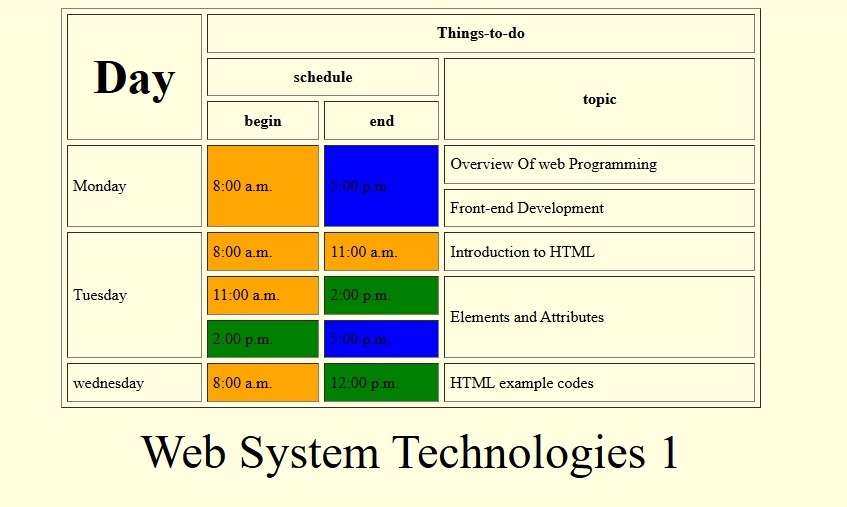 Day
Things-to-do
schedule
topic
begin
end
Monday
8:00 a.m.
5:00 p.m
Overview Of web Programming
Front-end Development
Tuesday
8:00 a.m.
11:00 a.m.
Introduction to HTML
11:00 a.m.
2:00 p.m.
Elements and Attributes
2:00 p.m.
5:00 p.m.
wednesday
8:00 a.m.
12:00 p.m.
HTML example codes
Web System Technologies 1